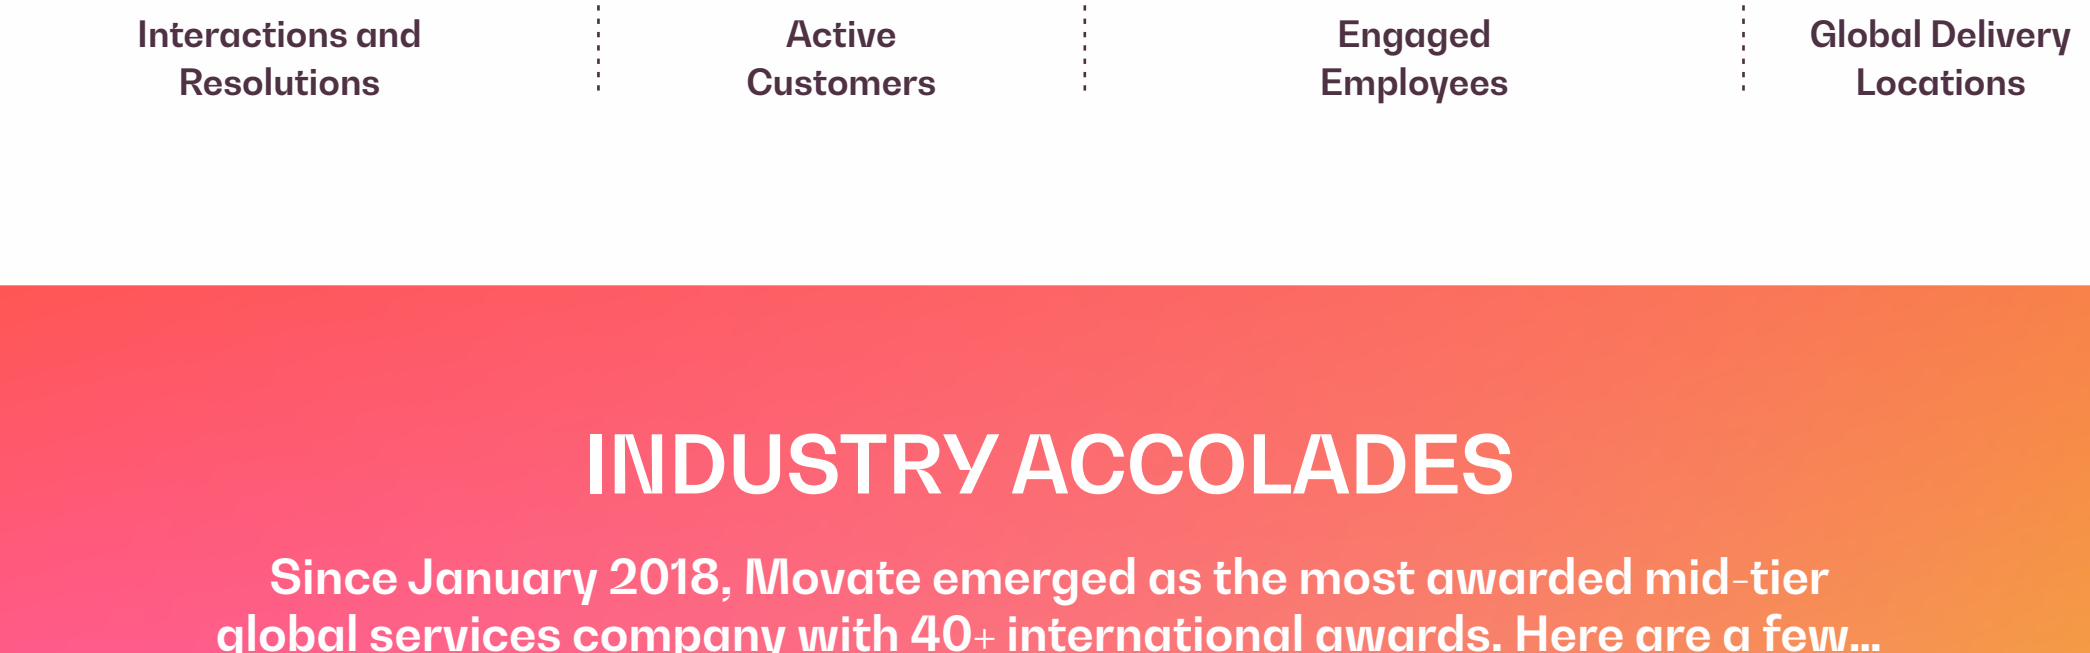 Interactions and
Resolutions
Active
Customers
Engaged
Employees
Global Delivery
Locations
INDUSTRY ACCOLADES
Since January 2018, Movate emerged as the most awarded mid-tier
global services company with 40+ international awards. Here are a few...